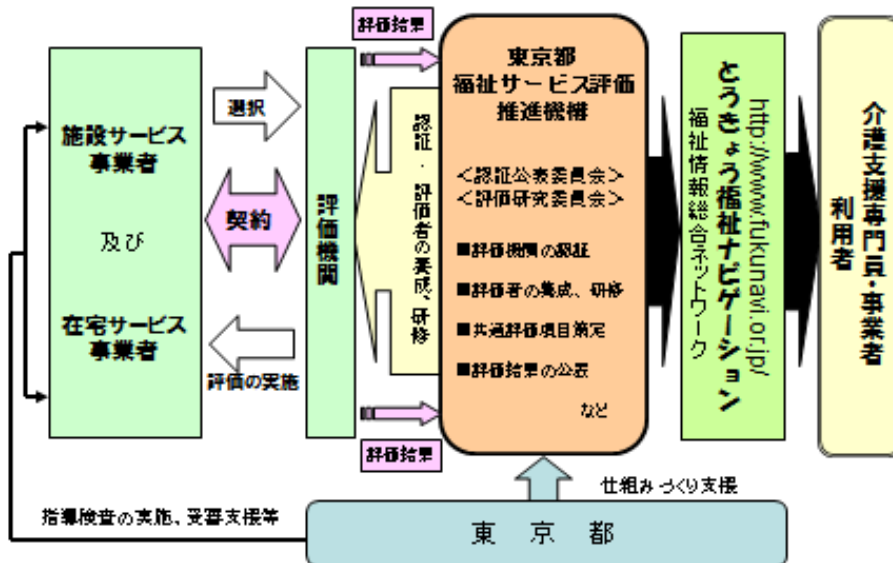 評価結果
施設サービス
事業者
及び
在宅サービス
事業者
選択
契約
評価の実施
評価機関
認証・評価者の養成、研修
評価結果
東京都
福祉サービス評価
推進機構
＜認証公表委員会＞
＜評価研究委員会＞
■評価機関の認証
■評価者の集成、研修
■共通評価項目策定
■評価結果の公表
など
http://www.fukunavi.or.jp/
とうきょう福祉ナビゲーション
福祉情報総合ネットワーク
介護支援専門員・事業者
利用者
仕組みづくり支援
指導検査の実施、受審支援等
東京都